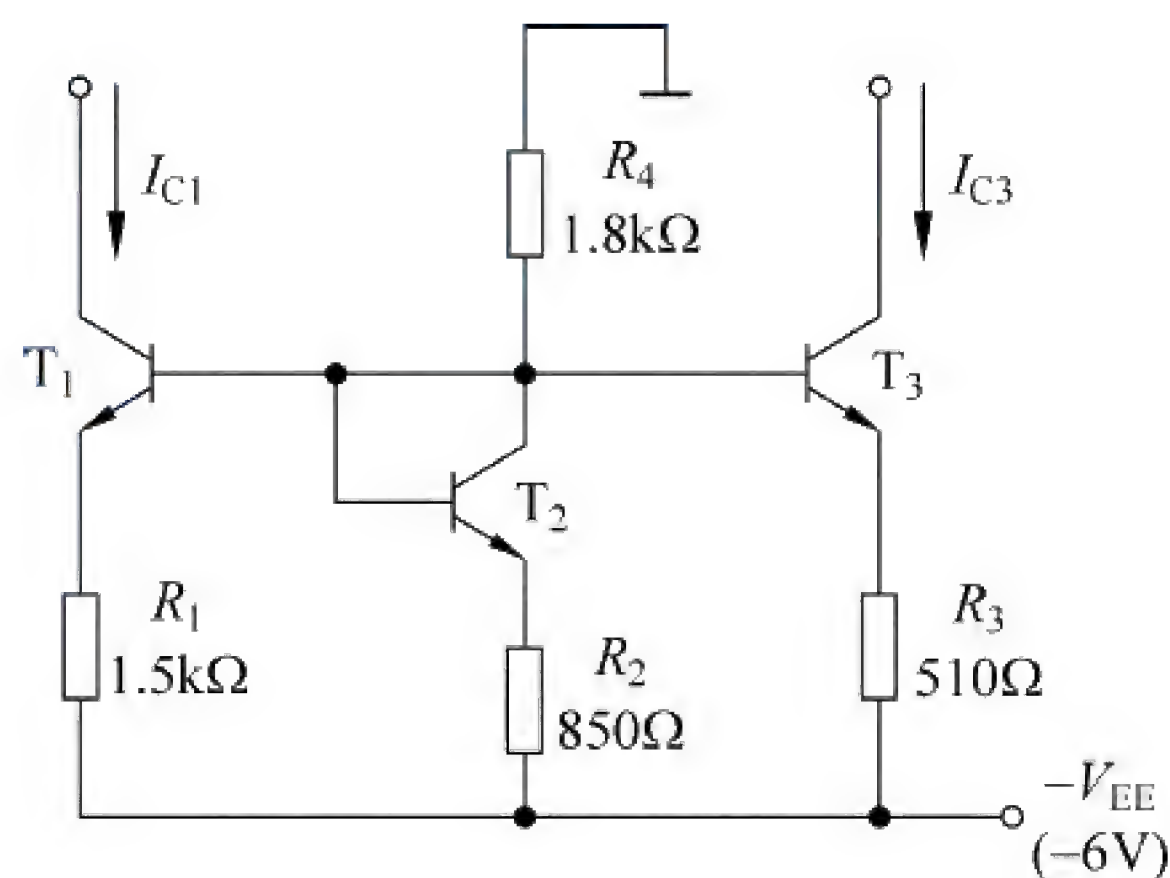 I_C1
R_4
1.8kΩ
I_C3
T_1
T_3
T_2
R_1
1.5kΩ
R_2
850Ω
R_3
510Ω
−V_EE
(−6V)